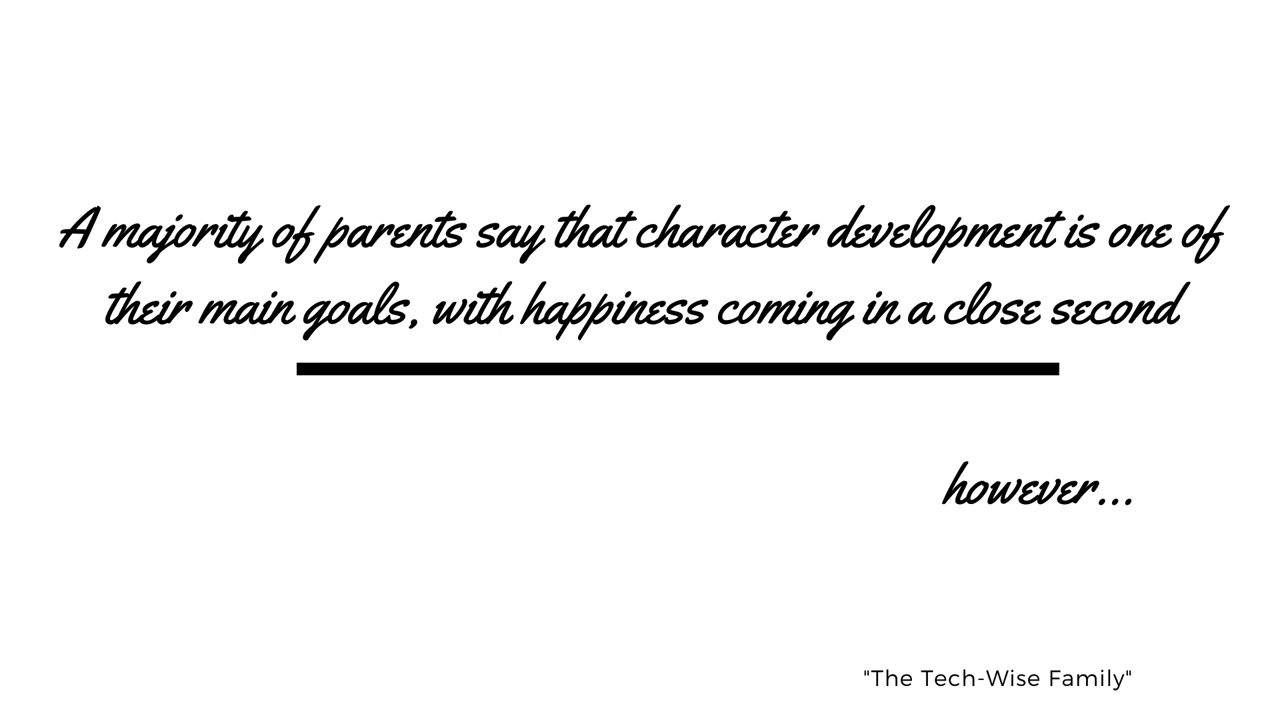 A majority of parents say that character development is one of
their main goals, with happiness coming in a close second
however...
"The Tech-Wise Family"